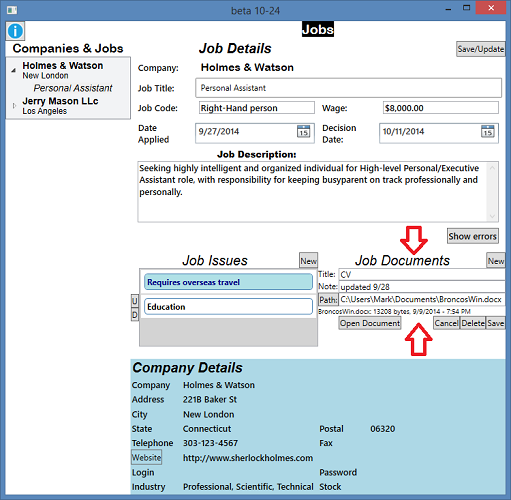 beta 10-24
Jobs
Companies & Jobs
Holmes & Watson
New London
Personal Assistant
Jerry Mason LLc
Los Angeles
Job Details
Save/Update
Company: Holmes & Watson
Job Title: Personal Assistant
Job Code: Right-Hand person Wage: $8,000.00
Date Applied 9/27/2014 15 Decision Date: 10/11/2014 15
Job Description:
Seeking highly intelligent and organized individual for High-level Personal/Executive
Assistant role, with responsibility for keeping busyparent on track professionally and
personally.
Show errors
Job Issues New
Requires overseas travel
Education
U
D
Job Documents New
Title: CV
Note: updated 9/28
Path: C:\Users\Mark\Documents\BroncosWin.docx
BroncosWin.docx: 13208 bytes, 9/9/2014 - 7:54 PM
Open Document Cancel Delete Save
Company Details
Company Holmes & Watson
Address 221B Baker St
City New London
State Connecticut Postal 06320
Telephone 303-123-4567 Fax
Website http://www.sherlockholmes.com
Login Password
Industry Professional, Scientific, Technical Stock